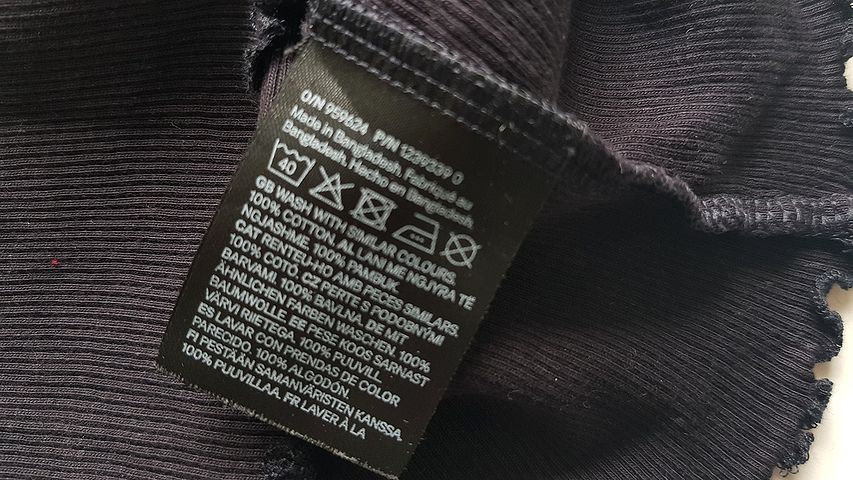 O/N 959624 P/N 1239639 0
Made in Bangladesh. Fabriqué au
Bangladesh. Hecho en Bangladesh.
40
GB WASH WITH SIMILAR COLOURS.
100% COTTON. AL LANI ME NGJYRA TË
NGJASHME. 100% PAMBUK.
CAT RENTEU-HO AMB PECES SIMILARS.
100% COTÓ. CZ PERTE S PODOBNÝMI
BARVAMI. 100% BAVLNA. DE MIT
ÄHNLICHEN FARBEN WASCHEN. 100%
BAUMWOLLE. EE PESE KOOS SARNAST
VÄRVI RIIETEGA. 100% PUUVILL.
ES LAVAR CON PRENDAS DE COLOR
PARECIDO. 100% ALGODÓN.
FI PESTÄÄN SAMANVÄRISTEN KANSSA.
100% PUUVILLAA. FR LAVER À LA